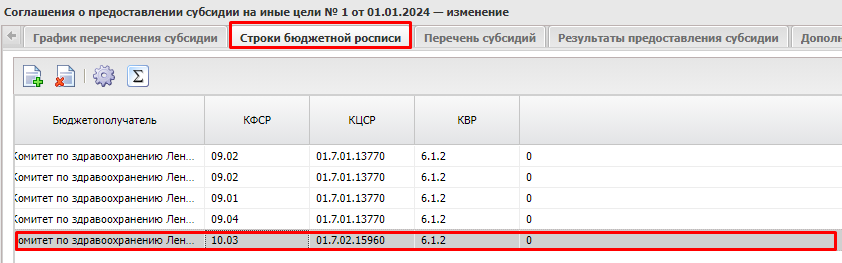 Соглашения о предоставлении субсидии на иные цели № 1 от 01.01.2024 — изменение
График перечисления субсидии Строки бюджетной росписи Перечень субсидий Результаты предоставления субсидии Дополн
Σ
Бюджетополучатель КФСР КЦСР КВР
Комитет по здравоохранению Лен... 09.02 01.7.01.13770 6.1.2 0
Комитет по здравоохранению Лен... 09.02 01.7.01.13770 6.1.2 0
Комитет по здравоохранению Лен... 09.01 01.7.01.13770 6.1.2 0
Комитет по здравоохранению Лен... 09.04 01.7.01.13770 6.1.2 0
Комитет по здравоохранению Лен... 10.03 01.7.02.15960 6.1.2 0